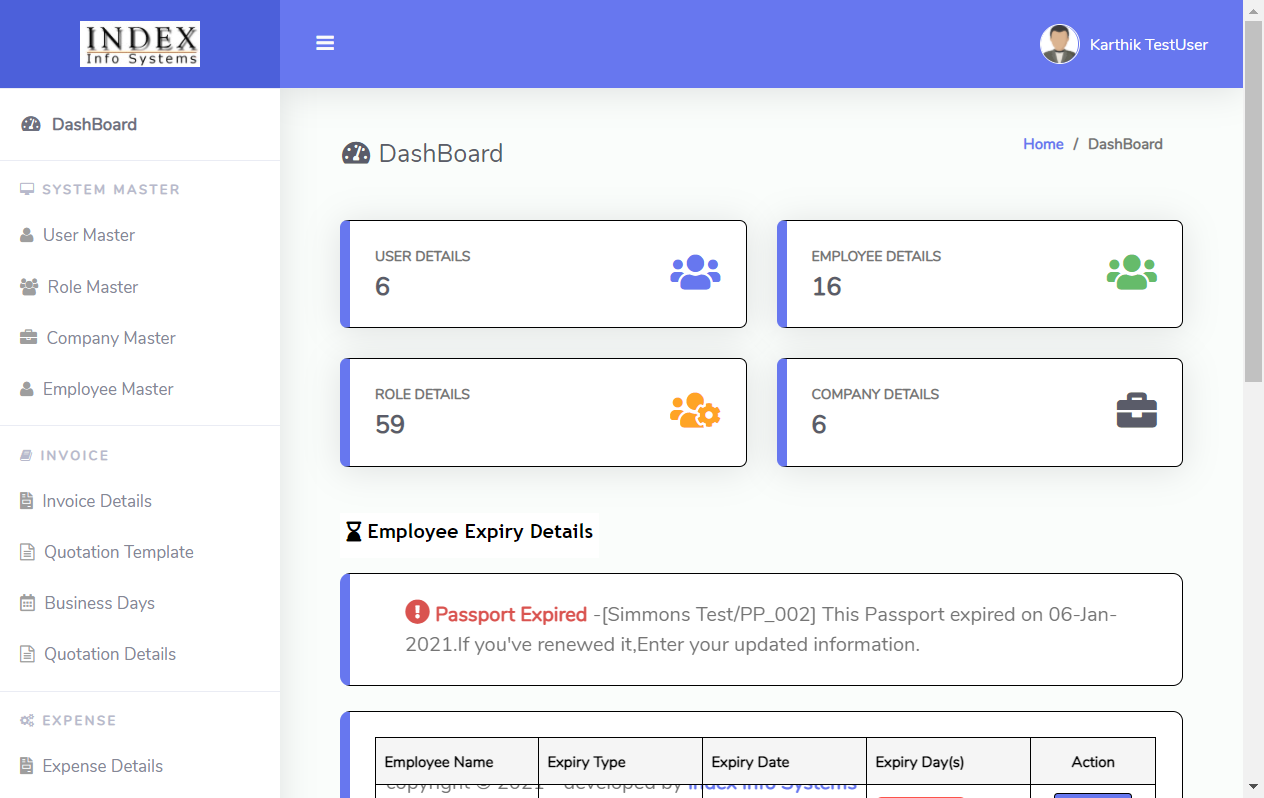 INDEX
Info Systems
Karthik TestUser
DashBoard
SYSTEM MASTER
User Master
Role Master
Company Master
Employee Master
INVOICE
Invoice Details
Quotation Template
Business Days
Quotation Details
EXPENSE
Expense Details
DashBoard
Home / DashBoard
USER DETAILS
6
EMPLOYEE DETAILS
16
ROLE DETAILS
59
COMPANY DETAILS
6
Employee Expiry Details
Passport Expired -[Simmons Test/PP_002] This Passport expired on 06-Jan-
2021.If you've renewed it,Enter your updated information.
Employee Name Expiry Type Expiry Date Expiry Day(s) Action
copyright © 2021 - developed by Index Info Systems